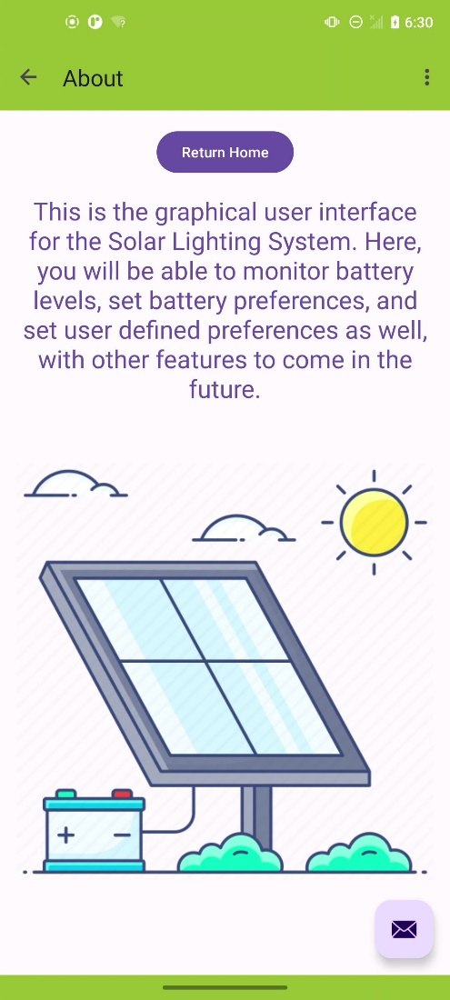 6:30
About
Return Home
This is the graphical user interface
for the Solar Lighting System. Here,
you will be able to monitor battery
levels, set battery preferences, and
set user defined preferences as well,
with other features to come in the
future.
+ −